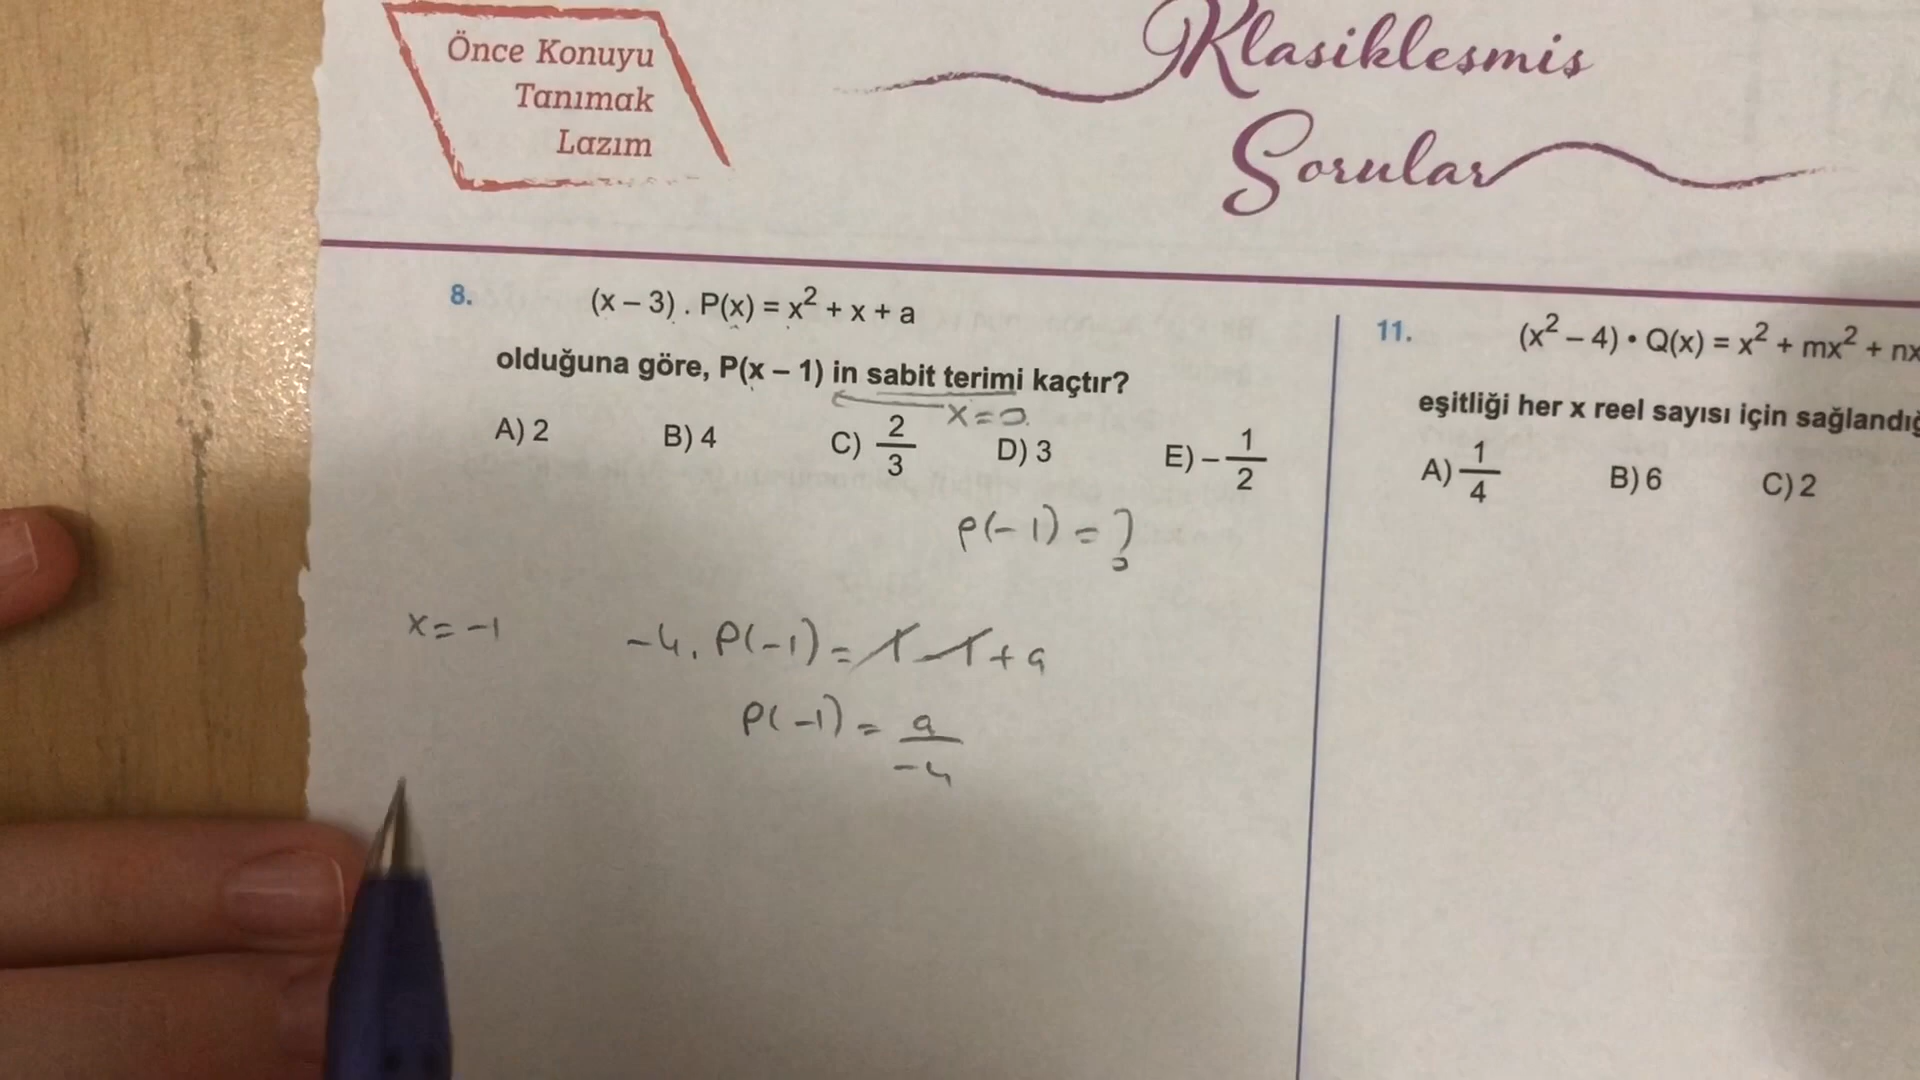 Önce Konuyu
Tanımak
Lazım
Klasiklesmis
Sorular
8. (x – 3) . P(x) = x² + x + a
olduğuna göre, P(x – 1) in sabit terimi kaçtır?
x=0
A) 2 B) 4 C) 2/3 D) 3 E) – 1/2
P(-1) = ?
x=-1 -4. P(-1) = 1 - 1 + a
P(-1) = a/-4
11. (x² – 4) • Q(x) = x² + mx² + nx
eşitliği her x reel sayısı için
A) 1/4 B) 6 C) 2